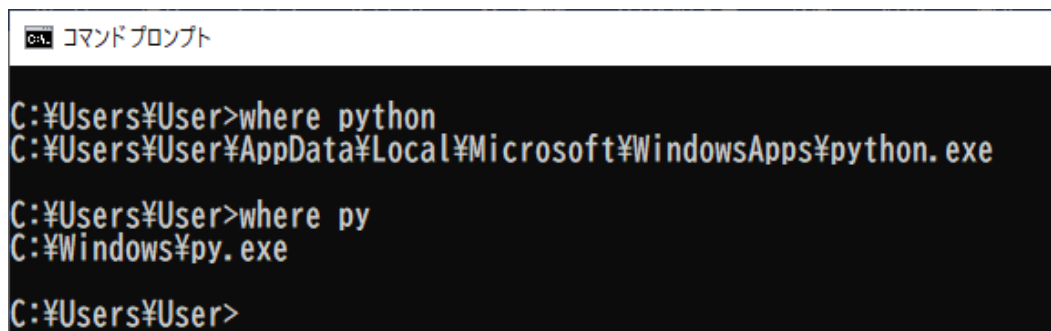 コマンド プロンプト
C:¥Users¥User>where python
C:¥Users¥User¥AppData¥Local¥Microsoft¥WindowsApps¥python.exe
C:¥Users¥User>where py
C:¥Windows¥py.exe
C:¥Users¥User>